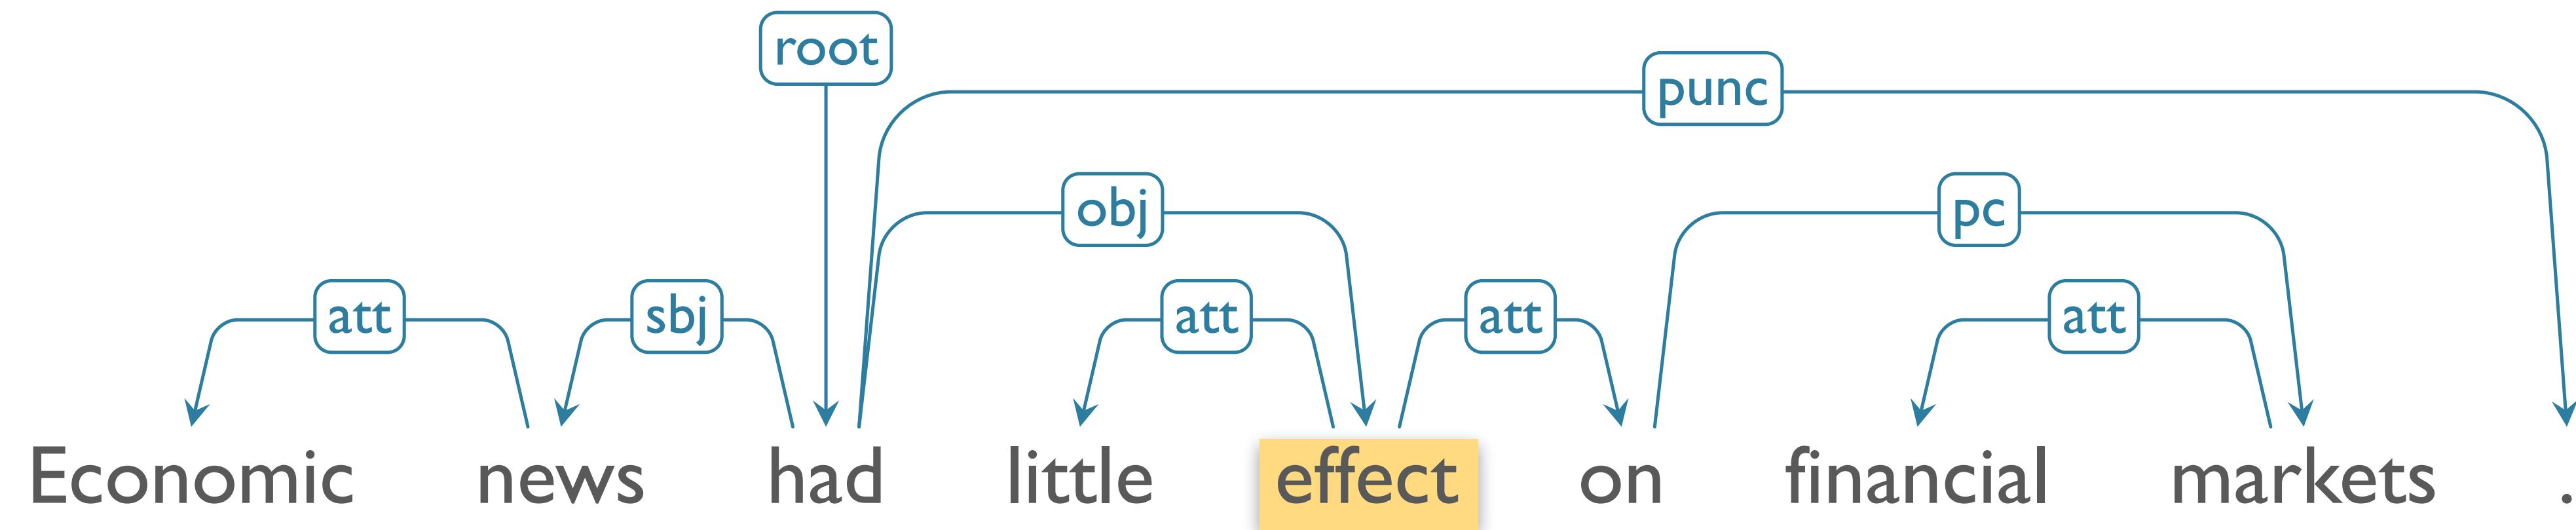 root
punc
obj pc
att sbj att att att
Economic news had little effect on financial markets .